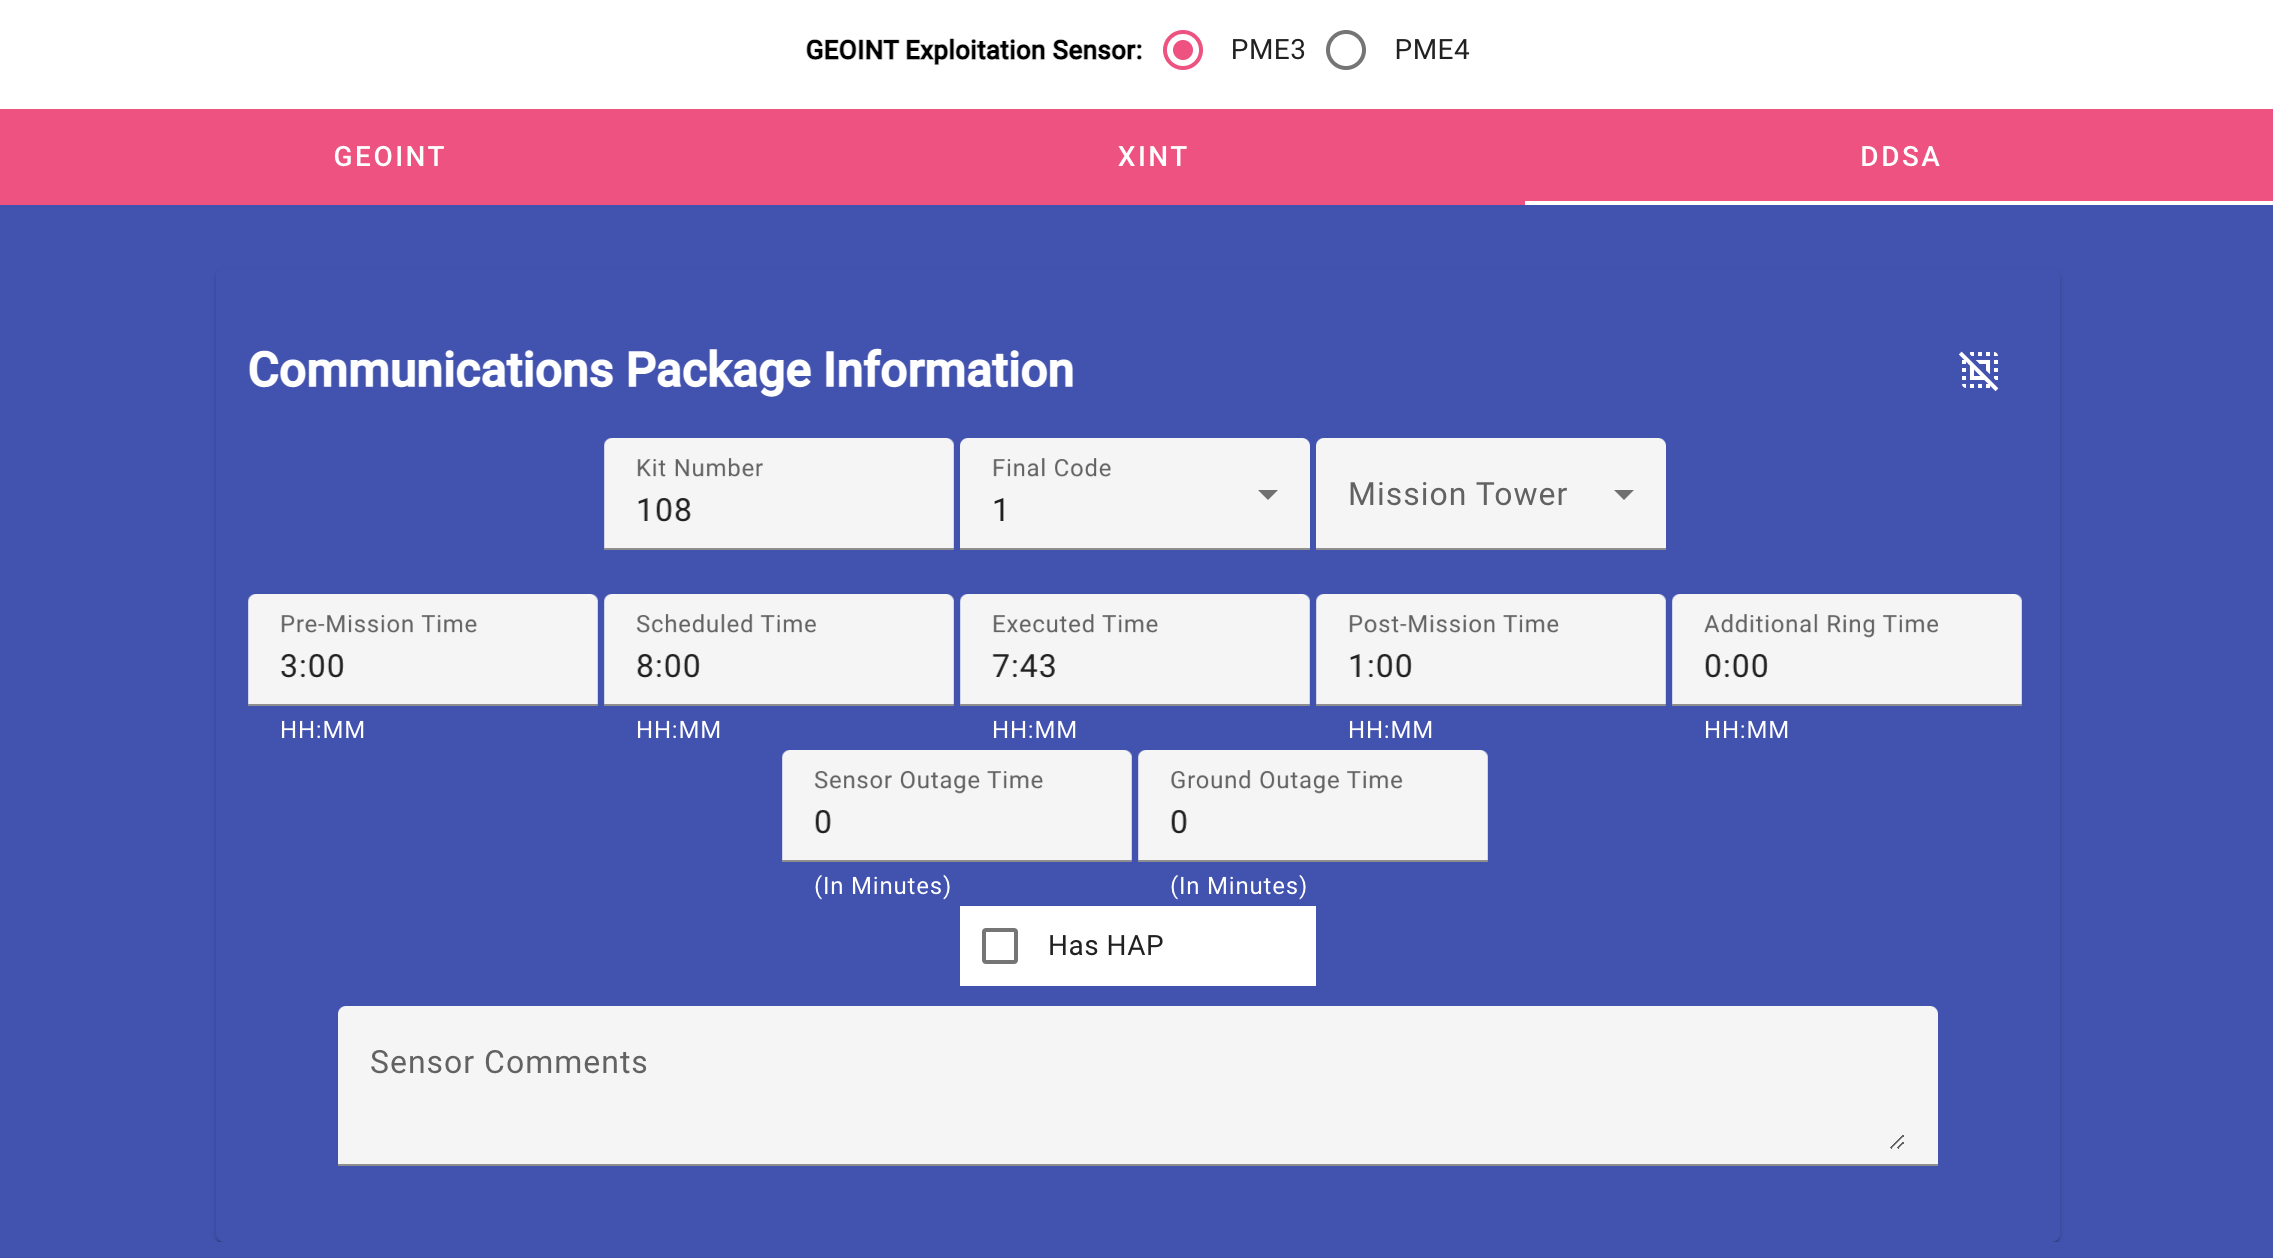 GEOINT Exploitation Sensor: PME3 PME4
GEOINT XINT DDSA
Communications Package Information
Kit Number Final Code
108 1 Mission Tower
Pre-Mission Time Scheduled Time Executed Time Post-Mission Time Additional Ring Time
3:00 8:00 7:43 1:00 0:00
HH:MM HH:MM HH:MM HH:MM HH:MM
Sensor Outage Time Ground Outage Time
0 0
(In Minutes) (In Minutes)
Has HAP
Sensor Comments